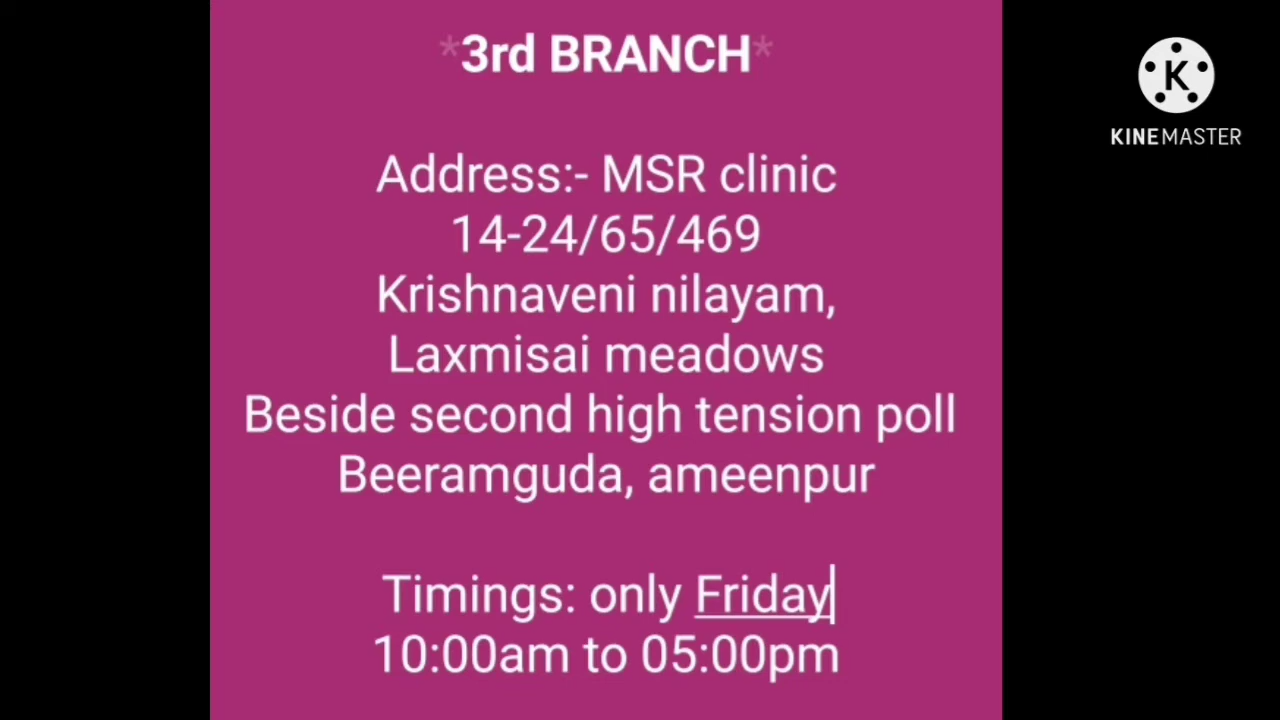 *3rd BRANCH*
Address:- MSR clinic
14-24/65/469
Krishnaveni nilayam,
Laxmisai meadows
Beside second high tension poll
Beeramguda, ameenpur
Timings: only Friday
10:00am to 05:00pm
K
KINEMASTER